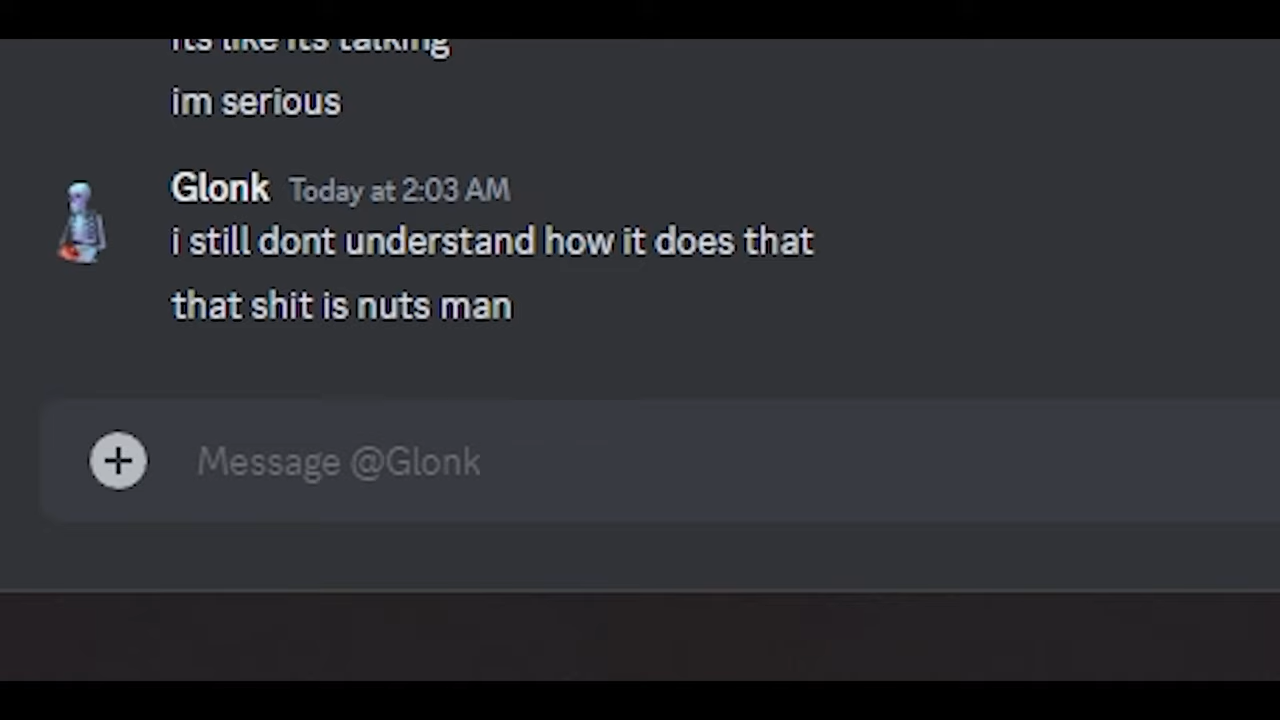 its like its talking
im serious
Glonk Today at 2:03 AM
i still dont understand how it does that
that shit is nuts man
Message @Glonk